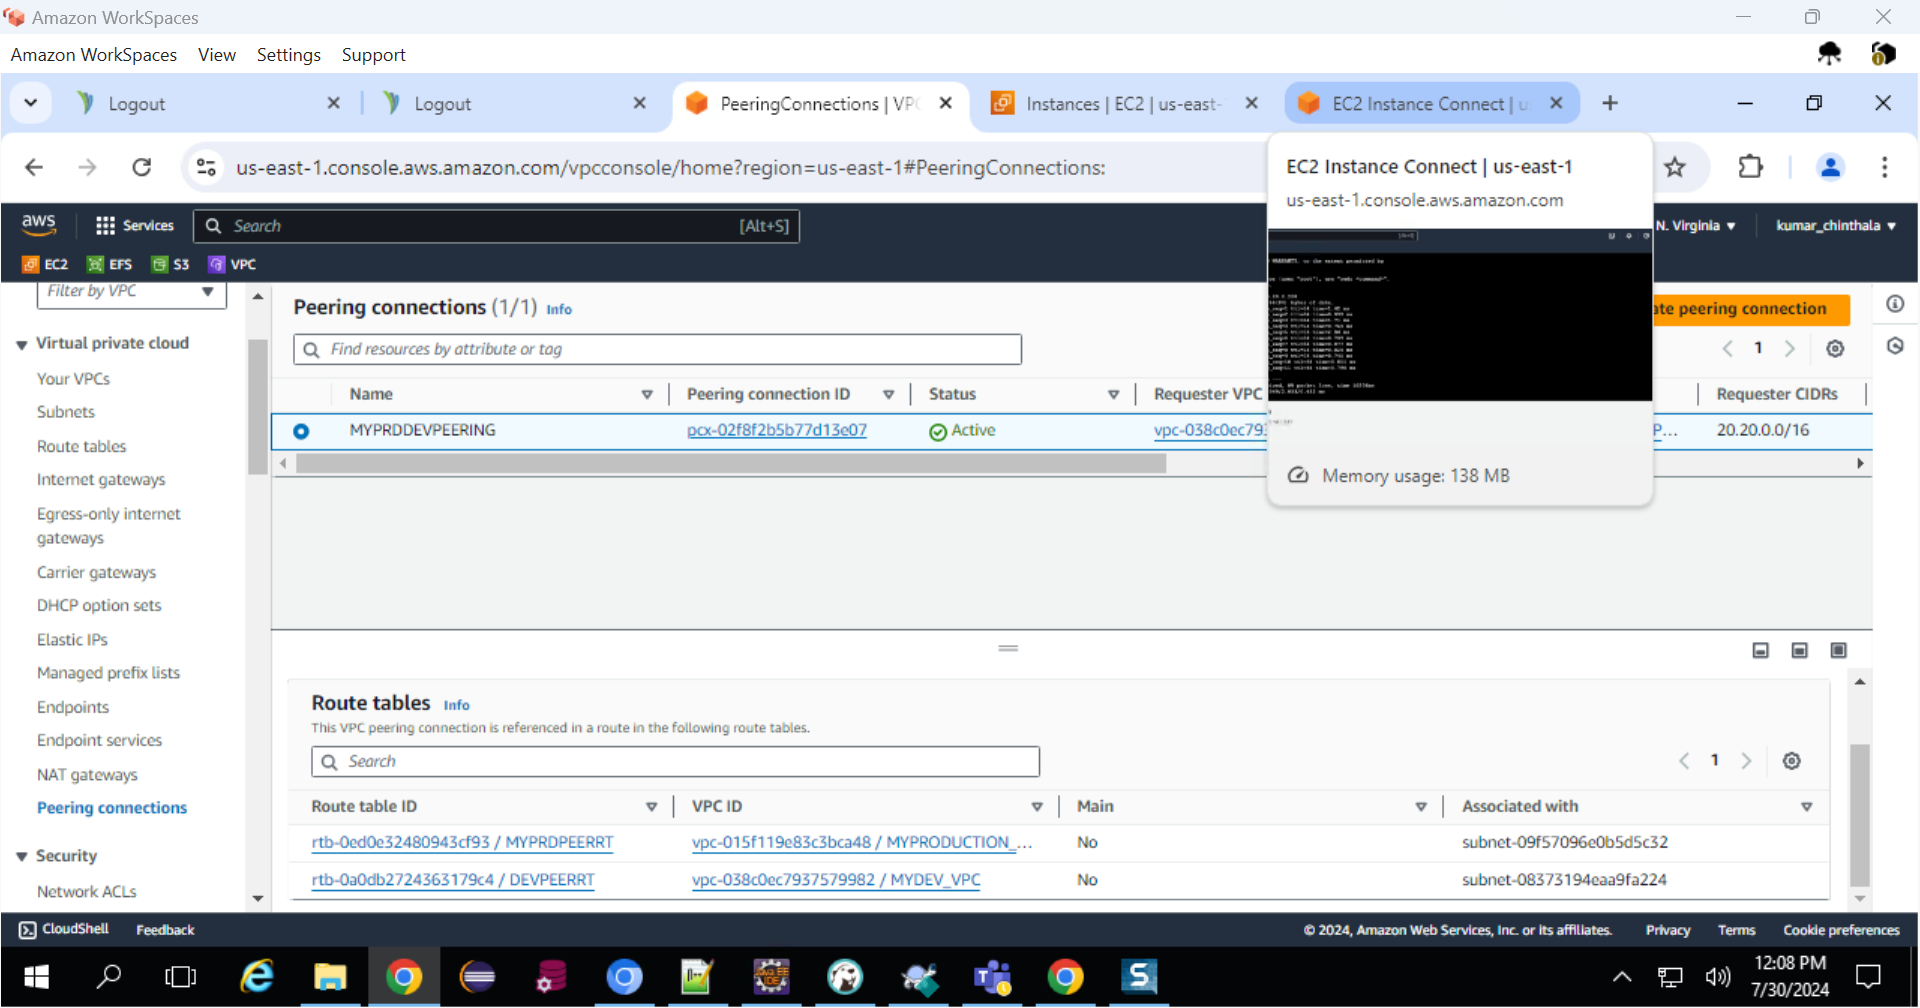 Amazon WorkSpaces
Amazon WorkSpaces View Settings Support
Logout
Logout
PeeringConnections | VPC
Instances | EC2 | us-east-
EC2 Instance Connect | u
us-east-1.console.aws.amazon.com/vpcconsole/home?region=us-east-1#PeeringConnections:
EC2 Instance Connect | us-east-1
us-east-1.console.aws.amazon.com
Memory usage: 138 MB
aws
Services
Search [Alt+S]
N. Virginia
kumar_chinthala
EC2 EFS S3 VPC
Filter by VPC
Virtual private cloud
Your VPCs
Subnets
Route tables
Internet gateways
Egress-only internet
gateways
Carrier gateways
DHCP option sets
Elastic IPs
Managed prefix lists
Endpoints
Endpoint services
NAT gateways
Peering connections
Security
Network ACLs
Peering connections (1/1) Info
ate peering connection
Find resources by attribute or tag
1
Name Peering connection ID Status Requester VPC Requester CIDRs
MYPRDDEVPEERING pcx-02f8f2b5b77d13e07 Active vpc-038c0ec793 P... 20.20.0.0/16
Route tables Info
This VPC peering connection is referenced in a route in the following route tables.
Search
1
Route table ID VPC ID Main Associated with
rtb-0ed0e32480943cf93 / MYPRDPEERRT vpc-015f119e83c3bca48 / MYPRODUCTION_... No subnet-09f57096e0b5d5c32
rtb-0a0db2724363179c4 / DEVPEERRT vpc-038c0ec7937579982 / MYDEV_VPC No subnet-08373194eaa9fa224
CloudShell Feedback © 2024, Amazon Web Services, Inc. or its affiliates. Privacy Terms Cookie preferences
12:08 PM
7/30/2024